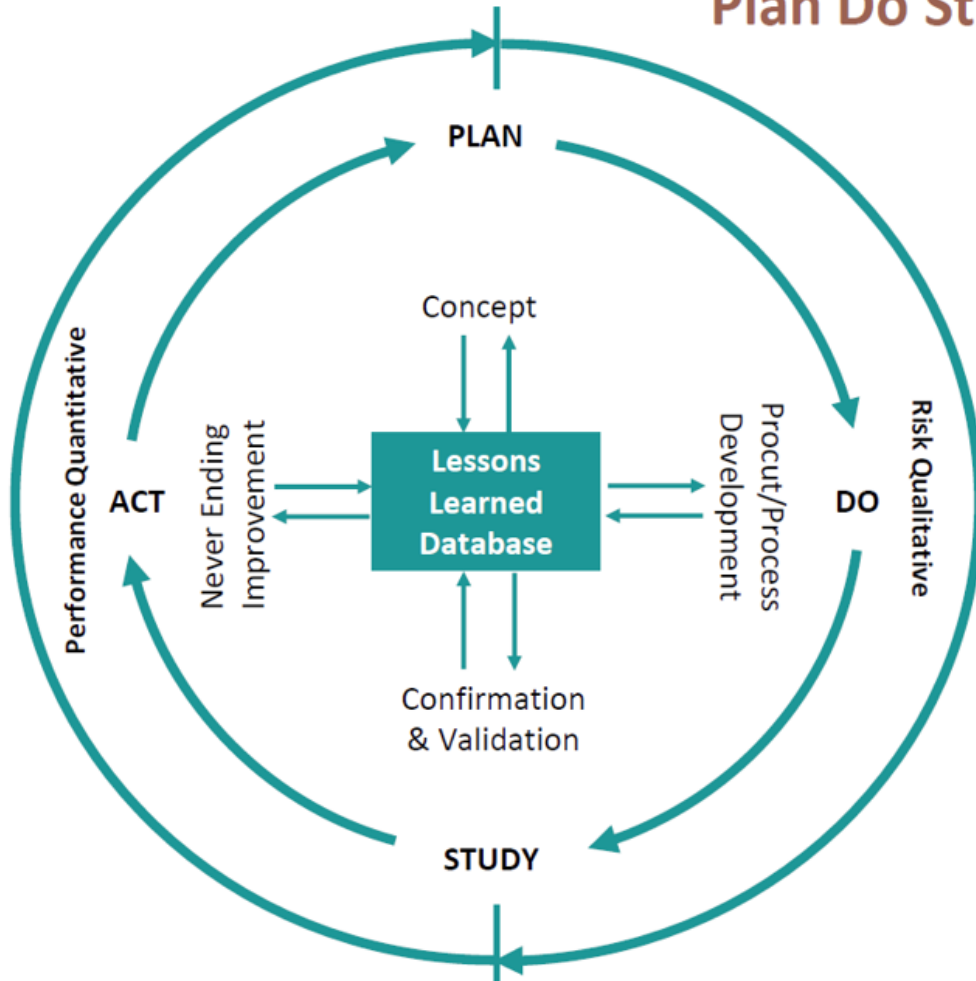 Plan Do St
PLAN
Concept
Performance Quantitative
ACT
Never Ending
Improvement
Lessons
Learned
Database
Procut/Process
Development
DO
Risk Qualitative
Confirmation
& Validation
STUDY